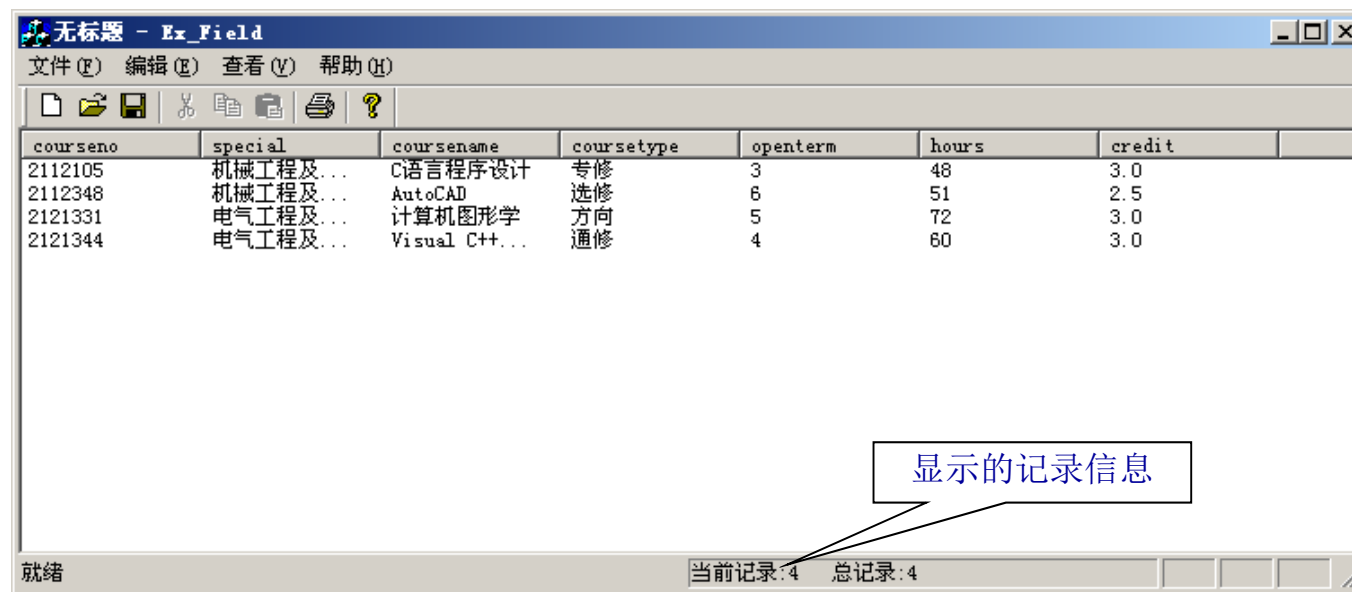 无标题 - Ex_Field
文件(F) 编辑(E) 查看(V) 帮助(H)
courseno special coursename coursetype openterm hours credit
2112105 机械工程及... C语言程序设计 专修 3 48 3.0
2112348 机械工程及... AutoCAD 选修 6 51 2.5
2121331 电气工程及... 计算机图形学 方向 5 72 3.0
2121344 电气工程及... Visual C++... 通修 4 60 3.0
显示的记录信息
就绪 当前记录:4 总记录:4